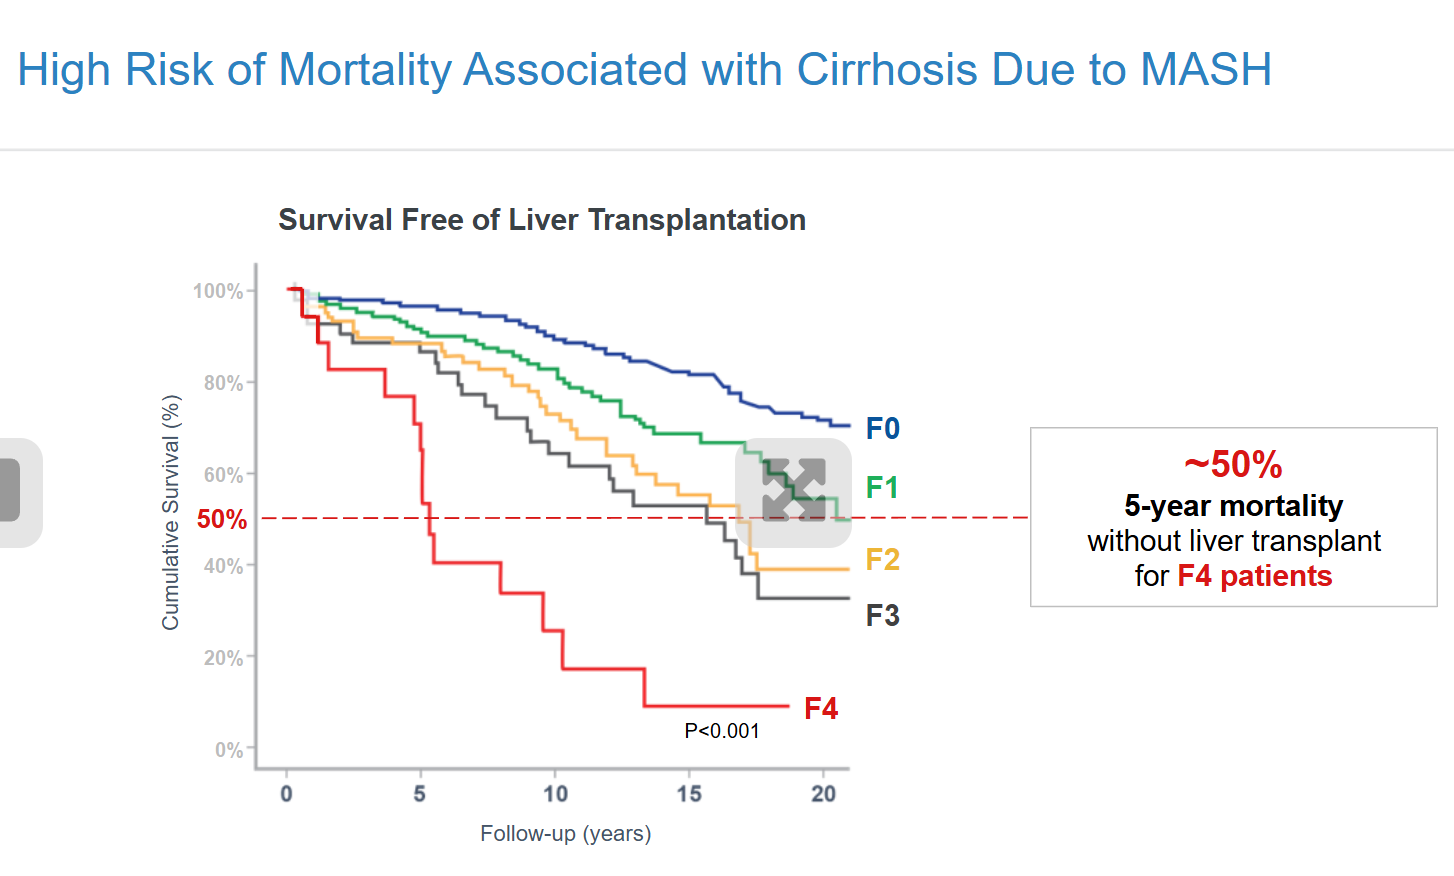 High Risk of Mortality Associated with Cirrhosis Due to MASH
Survival Free of Liver Transplantation
Cumulative Survival (%)
100%
80%
60%
50%
40%
20%
0%
F0
F1
F2
F3
F4
P<0.001
0 5 10 15 20
Follow-up (years)
~50%
5-year mortality
without liver transplant
for F4 patients